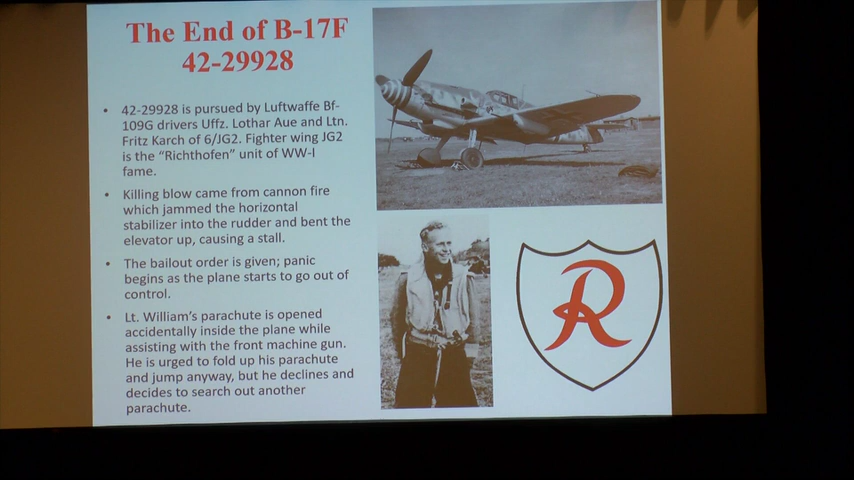 The End of B-17F
42-29928
• 42-29928 is pursued by Luftwaffe Bf-
109G drivers Uffz. Lothar Aue and Ltn.
Fritz Karch of 6/JG2. Fighter wing JG2
is the “Richthofen” unit of WW-I
fame.
• Killing blow came from cannon fire
which jammed the horizontal
stabilizer into the rudder and bent the
elevator up, causing a stall.
• The bailout order is given; panic
begins as the plane starts to go out of
control.
• Lt. William’s parachute is opened
accidentally inside the plane while
assisting with the front machine gun.
He is urged to fold up his parachute
and jump anyway, but he declines and
decides to search out another
parachute.
R